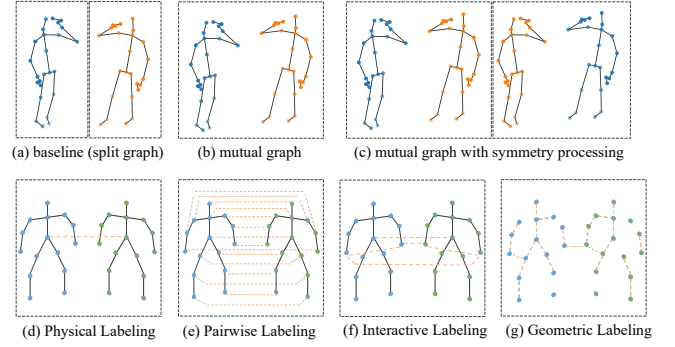 (a) baseline (split graph) (b) mutual graph (c) mutual graph with symmetry processing
(d) Physical Labeling (e) Pairwise Labeling (f) Interactive Labeling (g) Geometric Labeling